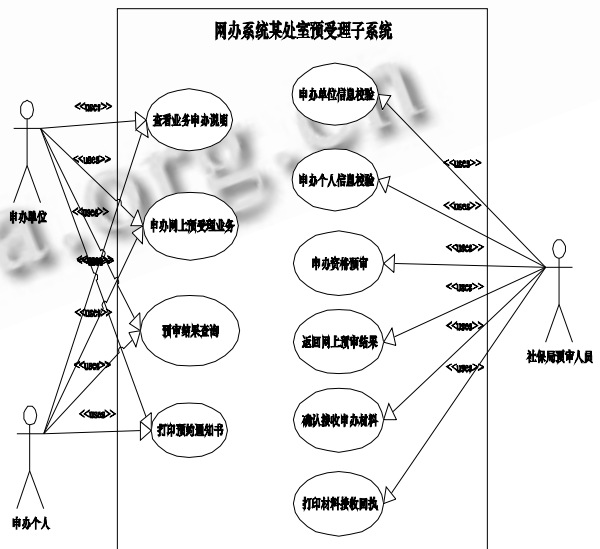 网办系统某处室预受理子系统
申办单位信息校验
<<uses>>
查看业务申办说明
<<uses>>
<<uses>>
申办个人信息校验
申办单位
<<uses>>
<<uses>>
申办网上预受理业务
<<uses>>
<<uses>>
申办资格预审
<<uses>>
<<uses>>
预审结果查询
<<uses>>
返回网上预审结果
社保局预审人员
<<uses>>
<<uses>>
<<uses>>
确认接收申办材料
打印预约通知书
打印材料接收回执
申办个人